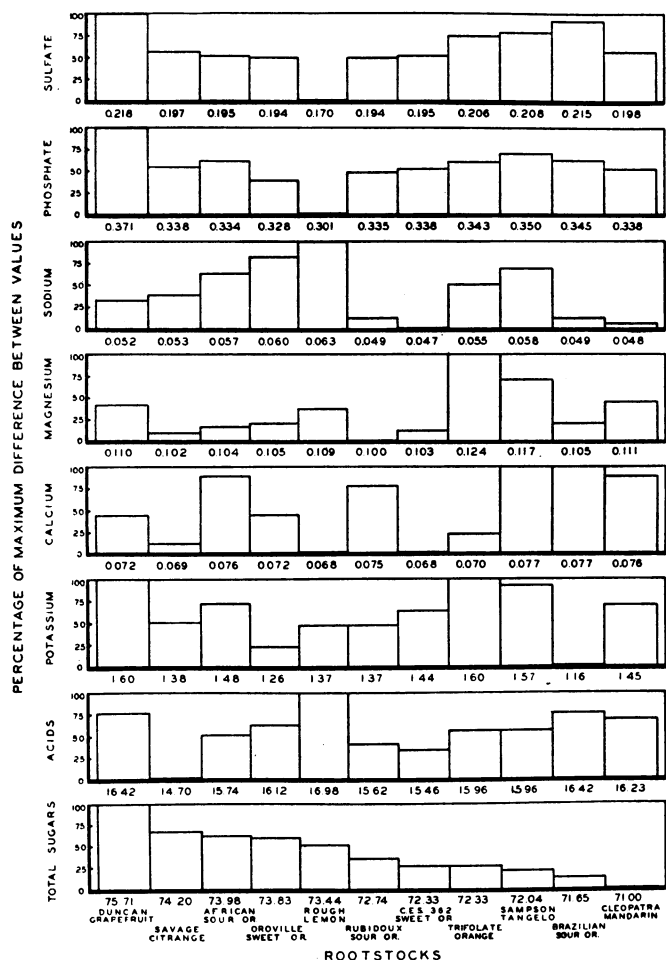 PERCENTAGE OF MAXIMUM DIFFERENCE BETWEEN VALUES
SULFATE
100
75
50
25
0
0.218 0.197 0.195 0.194 0.170 0.194 0.195 0.206 0.208 0.215 0.198
PHOSPHATE
100
75
50
25
0
0.371 0.338 0.334 0.328 0.301 0.335 0.338 0.343 0.350 0.345 0.338
SODIUM
100
75
50
25
0
0.052 0.053 0.057 0.060 0.063 0.049 0.047 0.055 0.058 0.049 0.048
MAGNESIUM
100
75
50
25
0
0.110 0.102 0.104 0.105 0.109 0.100 0.103 0.124 0.117 0.105 0.111
CALCIUM
100
75
50
25
0
0.072 0.069 0.076 0.072 0.068 0.075 0.068 0.070 0.077 0.077 0.076
POTASSIUM
100
75
50
25
0
1.60 1.38 1.48 1.26 1.37 1.37 1.44 1.60 1.57 1.16 1.45
ACIDS
100
75
50
25
0
16.42 14.70 15.74 16.12 16.98 15.62 15.46 15.96 15.96 16.42 16.23
TOTAL SUGARS
100
75
50
25
0
75.71 74.20 73.98 73.83 73.44 72.74 72.33 72.33 72.04 71.65 71.00
DUNCAN GRAPEFRUIT
SAVAGE CITRANGE
AFRICAN SOUR OR.
OROVILLE SWEET OR.
ROUGH LEMON
RUBIDOUX SOUR OR.
C.E.S. 362 SWEET OR.
TRIFOLATE ORANGE
SAMPSON TANGELO
BRAZILIAN SOUR OR.
CLEOPATRA MANDARIN
ROOTSTOCKS